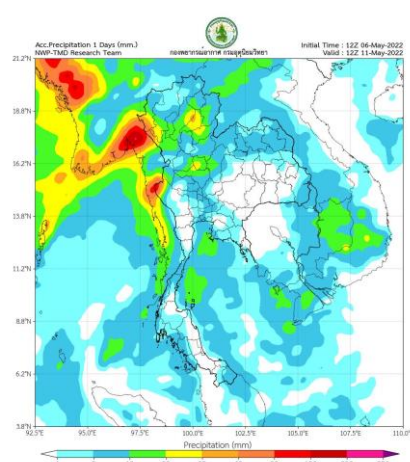 Acc.Precipitation 1 Days (mm.)
NWP-TMD Research Team
กองพยากรณ์อากาศ กรมอุตุนิยมวิทยา
Initial Time : 12Z 06-May-2022
Valid : 12Z 11-May-2022
21.2°N
18.8°N
16.2°N
13.8°N
11.2°N
8.8°N
6.2°N
3.8°N
92.5°E 95.0°E 97.5°E 100.0°E 102.5°E 105.0°E 107.5°E 110.0°E
Precipitation (mm)